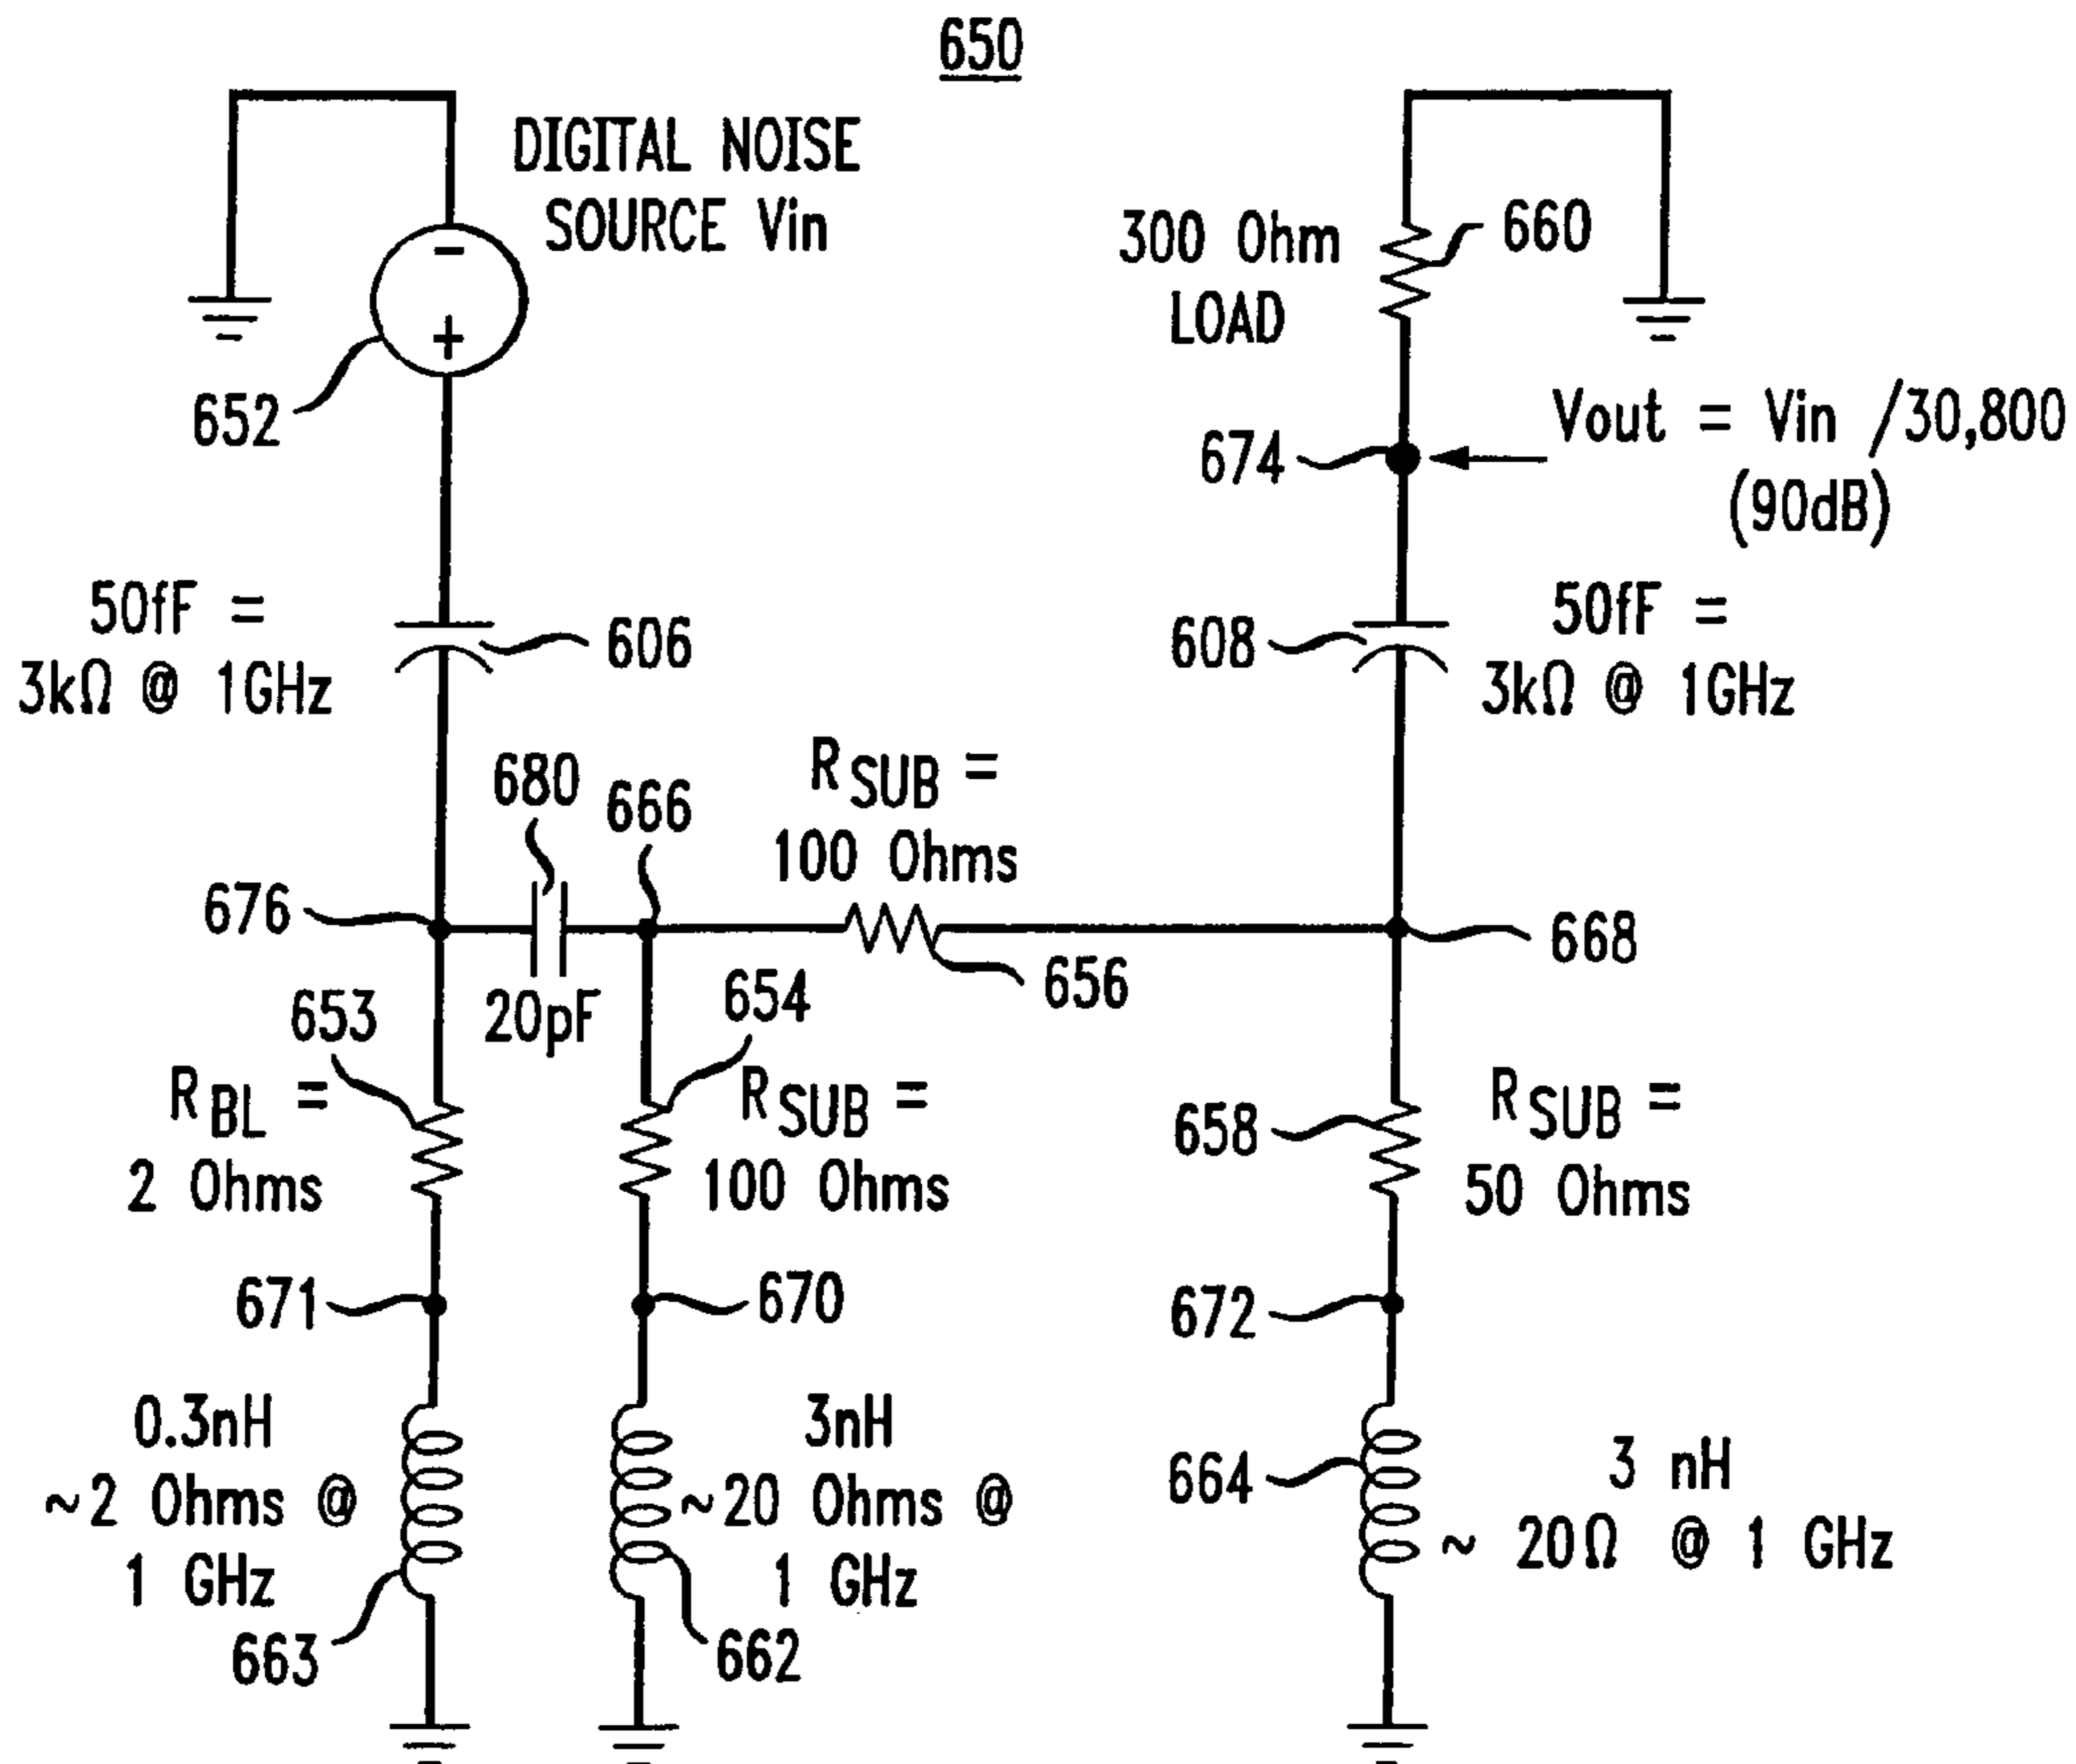 650
DIGITAL NOISE
SOURCE Vin
-
+
652
300 Ohm
LOAD
660
674
Vout = Vin /30,800
(90dB)
50fF =
3kΩ @ 1GHz
606
608
50fF =
3kΩ @ 1GHz
680
666
RSUB =
100 Ohms
676
668
656
20pF
653
RBL =
2 Ohms
654
RSUB =
100 Ohms
658
RSUB =
50 Ohms
671
670
672
0.3nH
~2 Ohms @
1 GHz
663
3nH
~20 Ohms @
1 GHz
662
664
3 nH
~ 20Ω @ 1 GHz